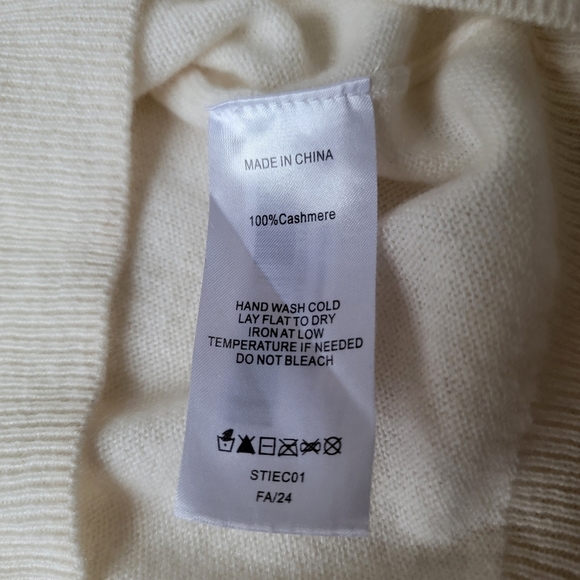 MADE IN CHINA
100%Cashmere
HAND WASH COLD
LAY FLAT TO DRY
IRON AT LOW
TEMPERATURE IF NEEDED
DO NOT BLEACH
STIEC01
FA/24